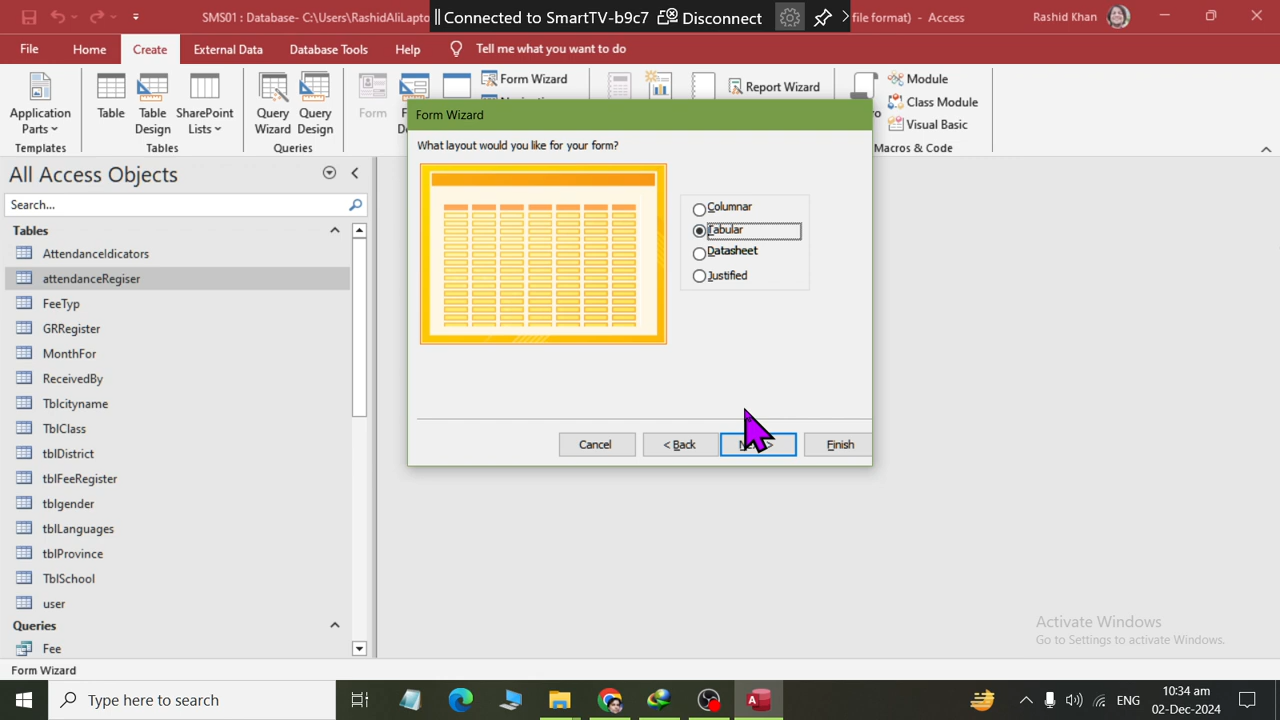 SMS01 : Database- C:\Users\RashidAliLapto
Connected to SmartTV-b9c7 Disconnect
file format) - Access
Rashid Khan
File Home Create External Data Database Tools Help Tell me what you want to do
Application Parts
Table
Table Design
SharePoint Lists
Query Wizard
Query Design
Form
Form Wizard
Report Wizard
Module
Class Module
Visual Basic
Templates
Tables
Queries
Macros & Code
All Access Objects
Search...
Tables
AttendanceIdicators
attendanceRegiser
FeeTyp
GRRegister
MonthFor
ReceivedBy
Tblcityname
TblClass
tblDistrict
tblFeeRegister
tblgender
tblLanguages
tblProvince
TblSchool
user
Queries
Fee
Form Wizard
What layout would you like for your form?
Columnar
Tabular
Datasheet
Justified
Cancel
< Back
Finish
Activate Windows
Go to Settings to activate Windows.
Form Wizard
Type here to search
ENG
10:34 am
02-Dec-2024